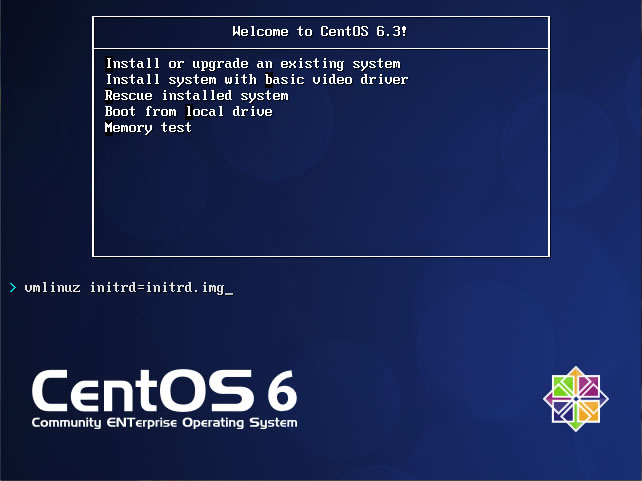 Welcome to CentOS 6.3!
Install or upgrade an existing system
Install system with basic video driver
Rescue installed system
Boot from local drive
Memory test
> vmlinuz initrd=initrd.img_
CentOS 6
Community ENTerprise Operating System